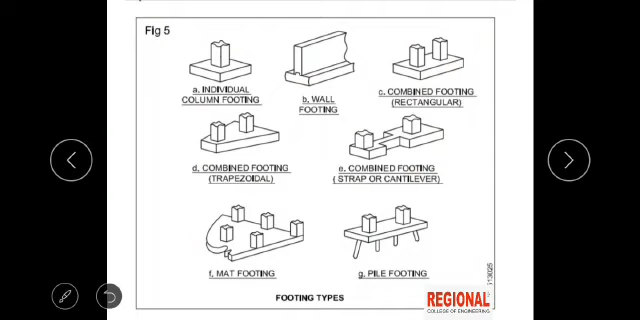 Fig 5
a. INDIVIDUAL
COLUMN FOOTING
b. WALL
FOOTING
c. COMBINED FOOTING
(RECTANGULAR)
d. COMBINED FOOTING
(TRAPEZOIDAL)
e. COMBINED FOOTING
( STRAP OR CANTILEVER)
f. MAT FOOTING
g. PILE FOOTING
FOOTING TYPES
REGIONAL
COLLEGE OF ENGINEERING